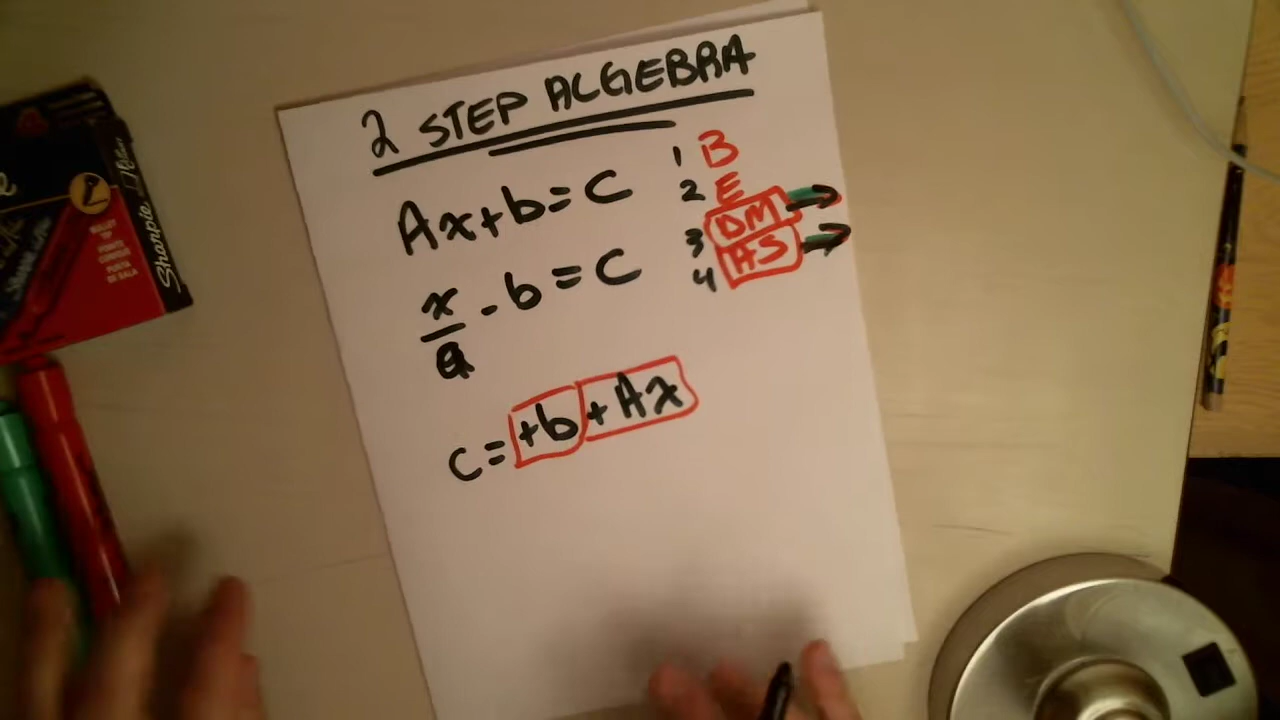 2 STEP ALGEBRA
Ax+b=C
x/a - b = C
C=+b+Ax
1 B
2 E
3 DM
4 AS
Sharpie